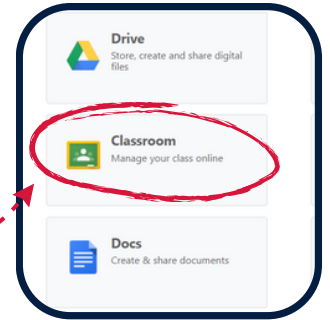 Drive
Store, create and share digital
files
Classroom
Manage your class online
Docs
Create & share documents